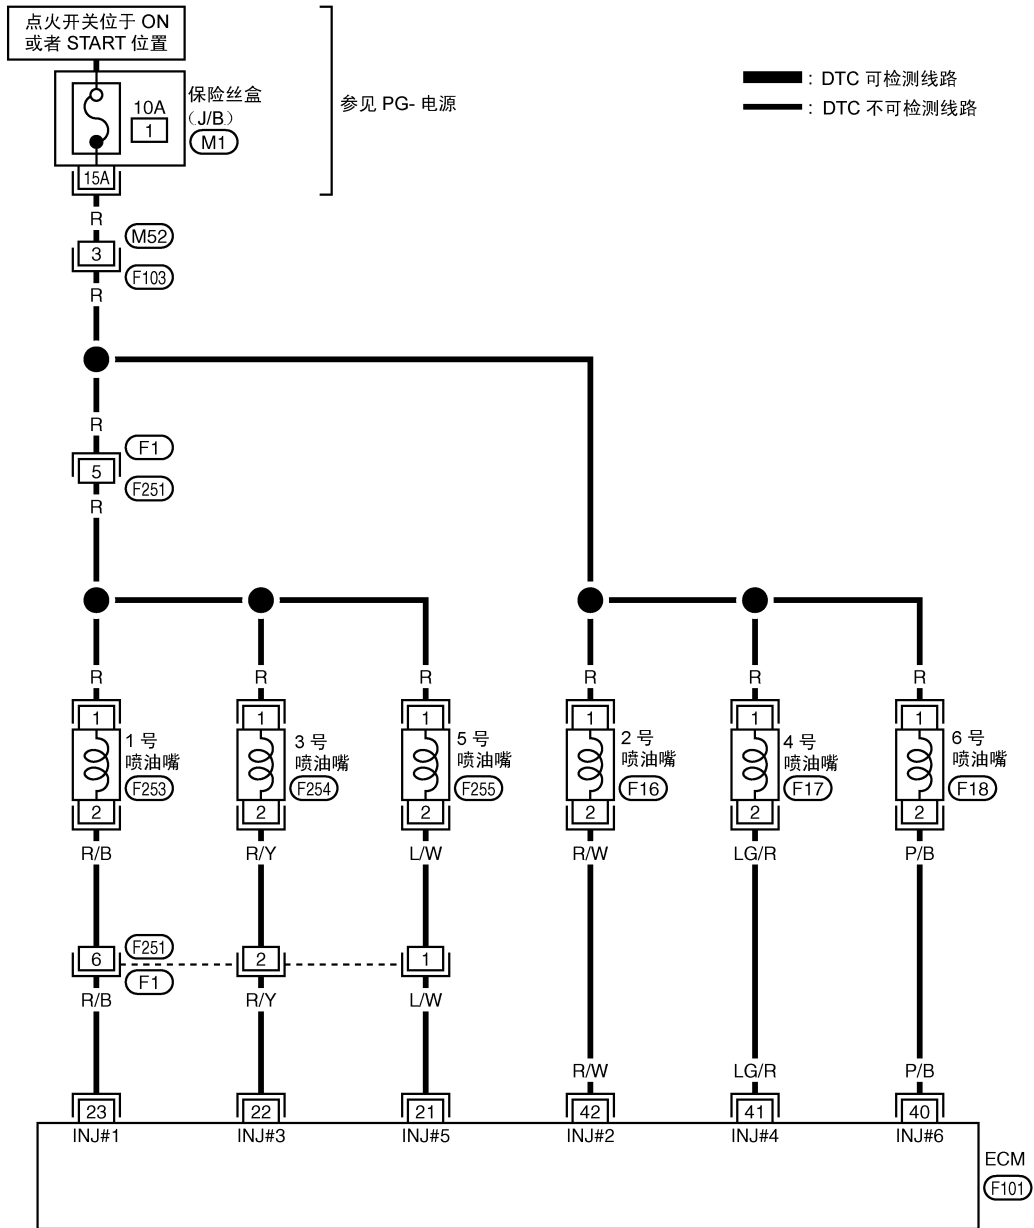 点火开关位于 ON
或者 START 位置
10A
1
保险丝盒
（J/B）
M1
15A
参见 PG- 电源
: DTC 可检测线路
: DTC 不可检测线路
R
M52
3
F103
R
R
F1
5
F251
R
R
R
R
R
R
R
1
1
1
1
1
1
1 号
喷油嘴
F253
3 号
喷油嘴
F254
5 号
喷油嘴
F255
2 号
喷油嘴
F16
4 号
喷油嘴
F17
6 号
喷油嘴
F18
2
2
2
2
2
2
R/B
R/Y
L/W
R/W
LG/R
P/B
F251
6
2
1
F1
R/B
R/Y
L/W
R/W
LG/R
P/B
23
22
21
42
41
40
INJ#1
INJ#3
INJ#5
INJ#2
INJ#4
INJ#6
ECM
F101